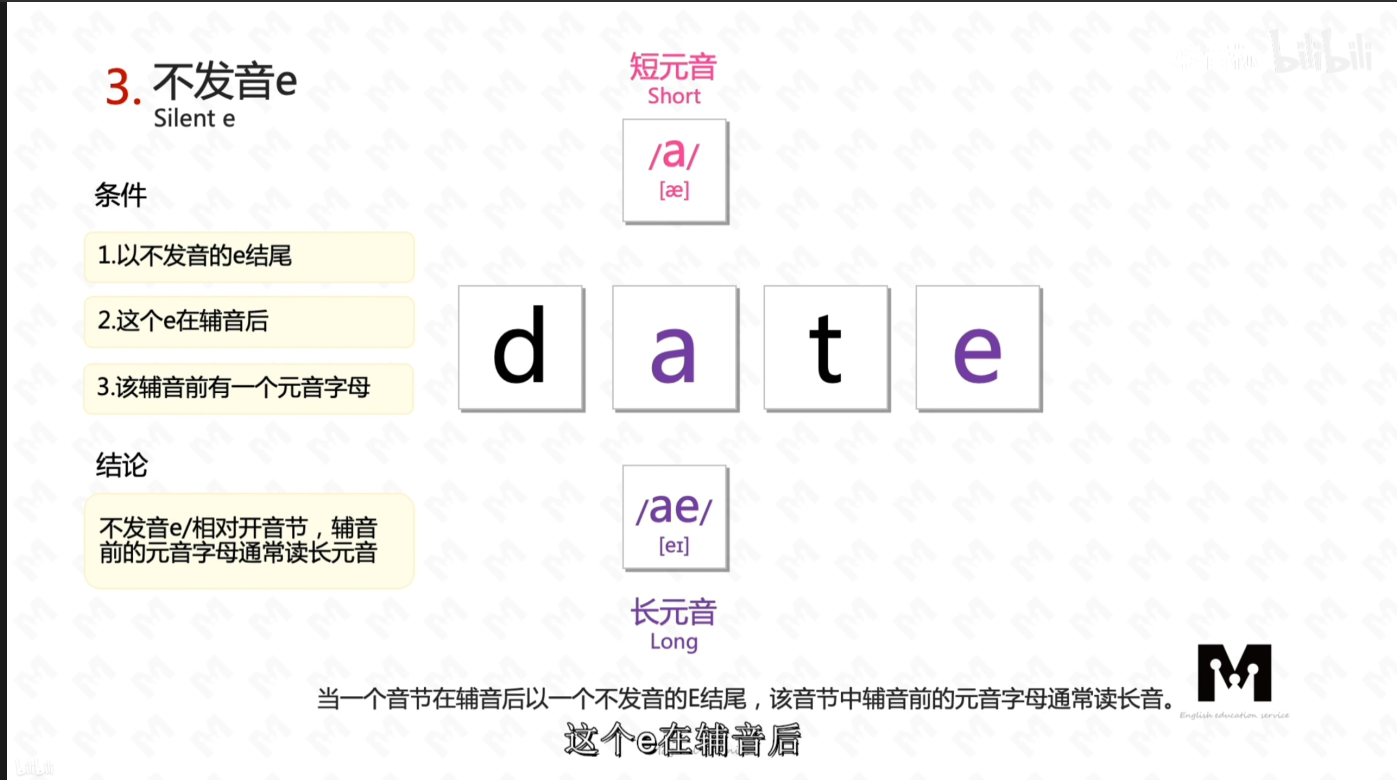 3. 不发音e
Silent e
短元音
Short
/a/
[æ]
条件
1.以不发音的e结尾
2.这个e在辅音后
3.该辅音前有一个元音字母
d a t e
结论
不发音e/相对开音节，辅音
前的元音字母通常读长元音
/ae/
[eɪ]
长元音
Long
当一个音节在辅音后以一个不发音的E结尾，该音节中辅音前的元音字母通常读长音。
这个e在辅音后
M
English education service
bilibili
bilibili